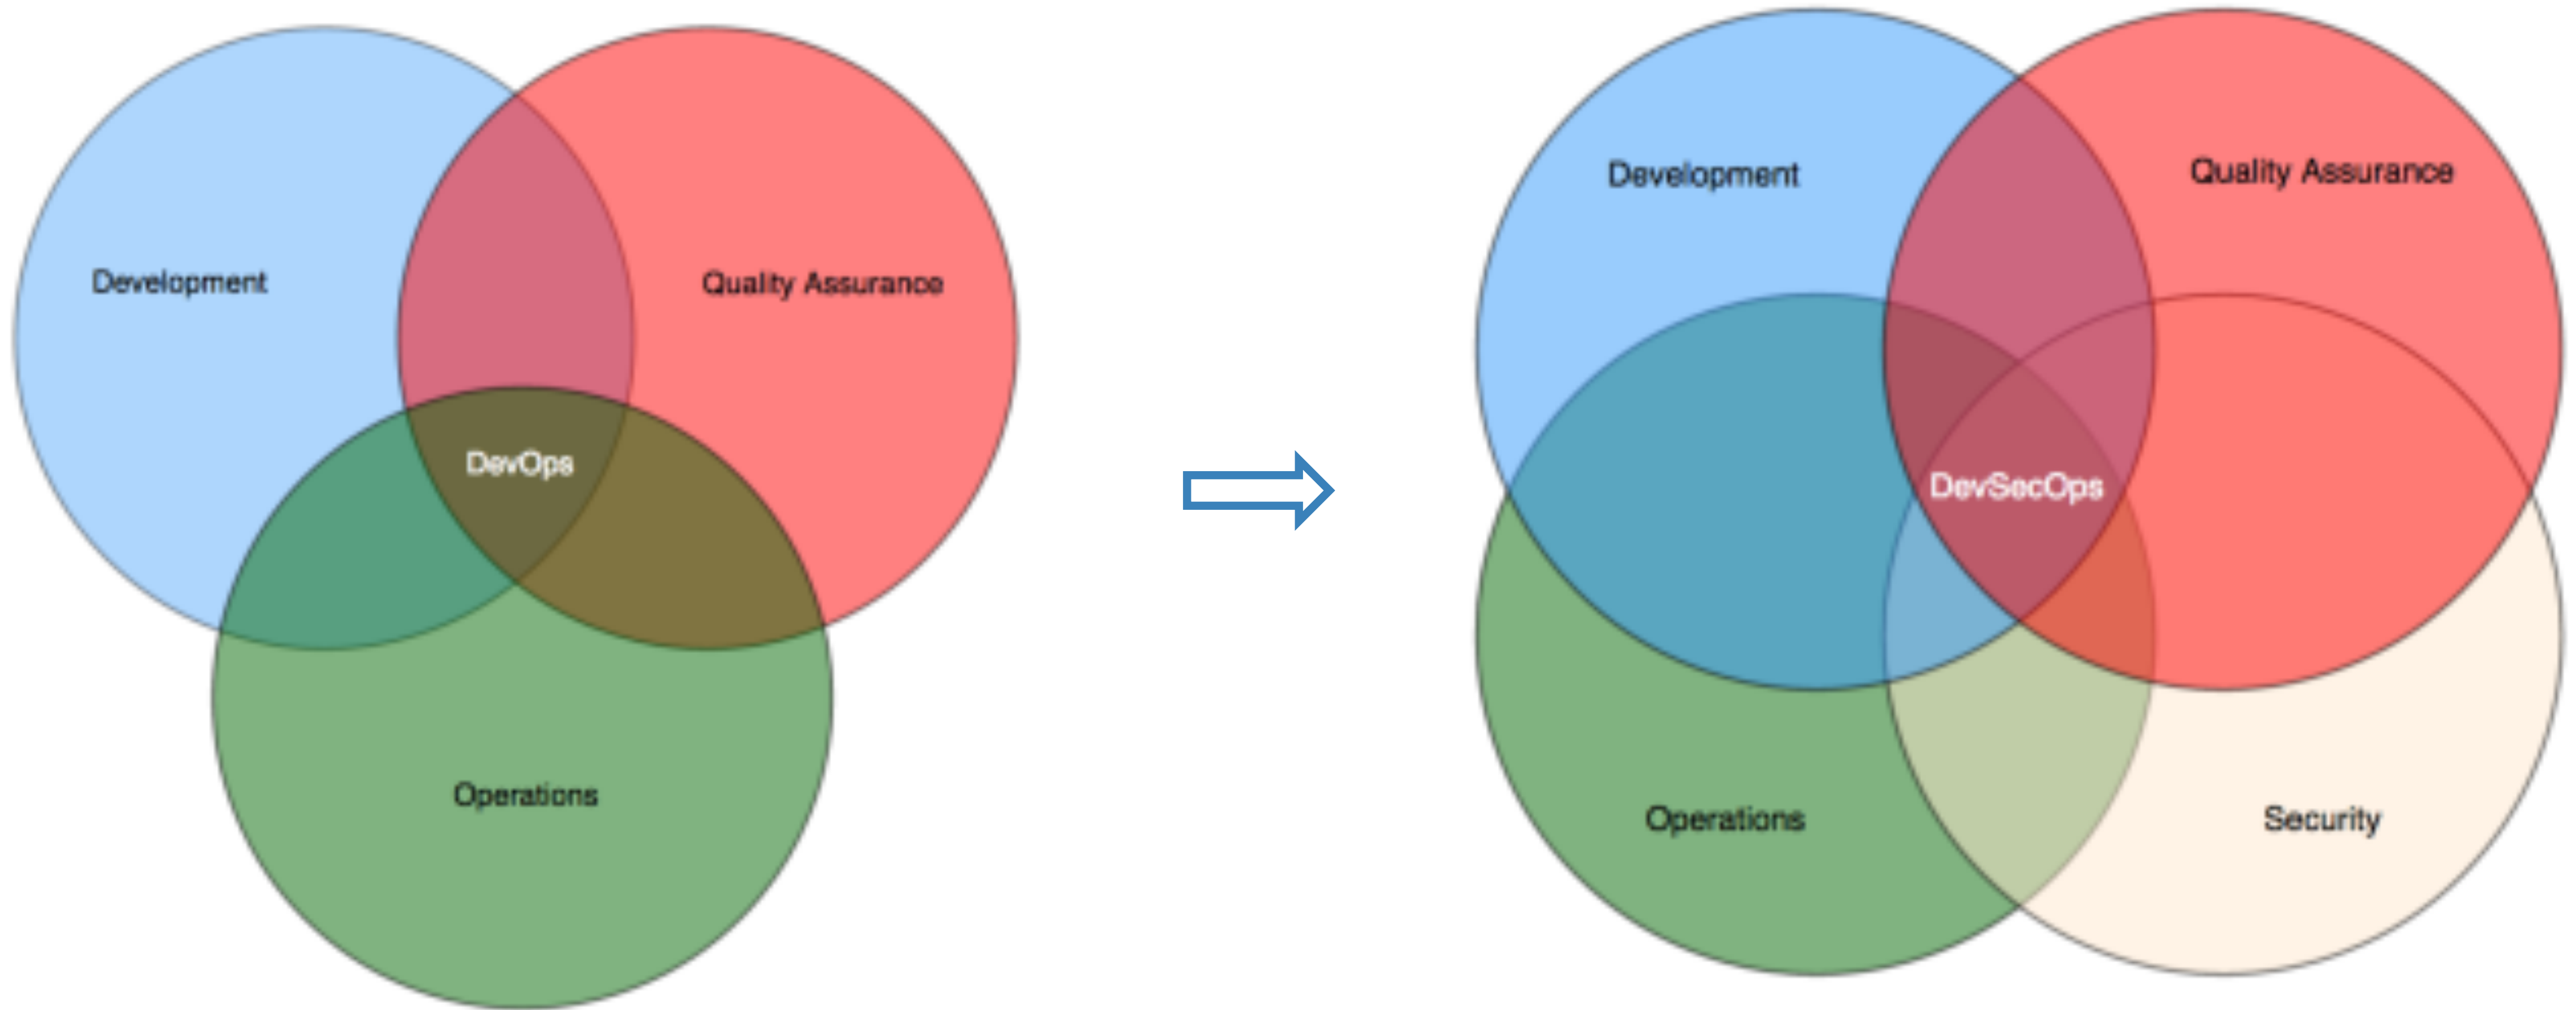 Development
Quality Assurance
DevOps
Operations
Development
Quality Assurance
DevSecOps
Operations
Security